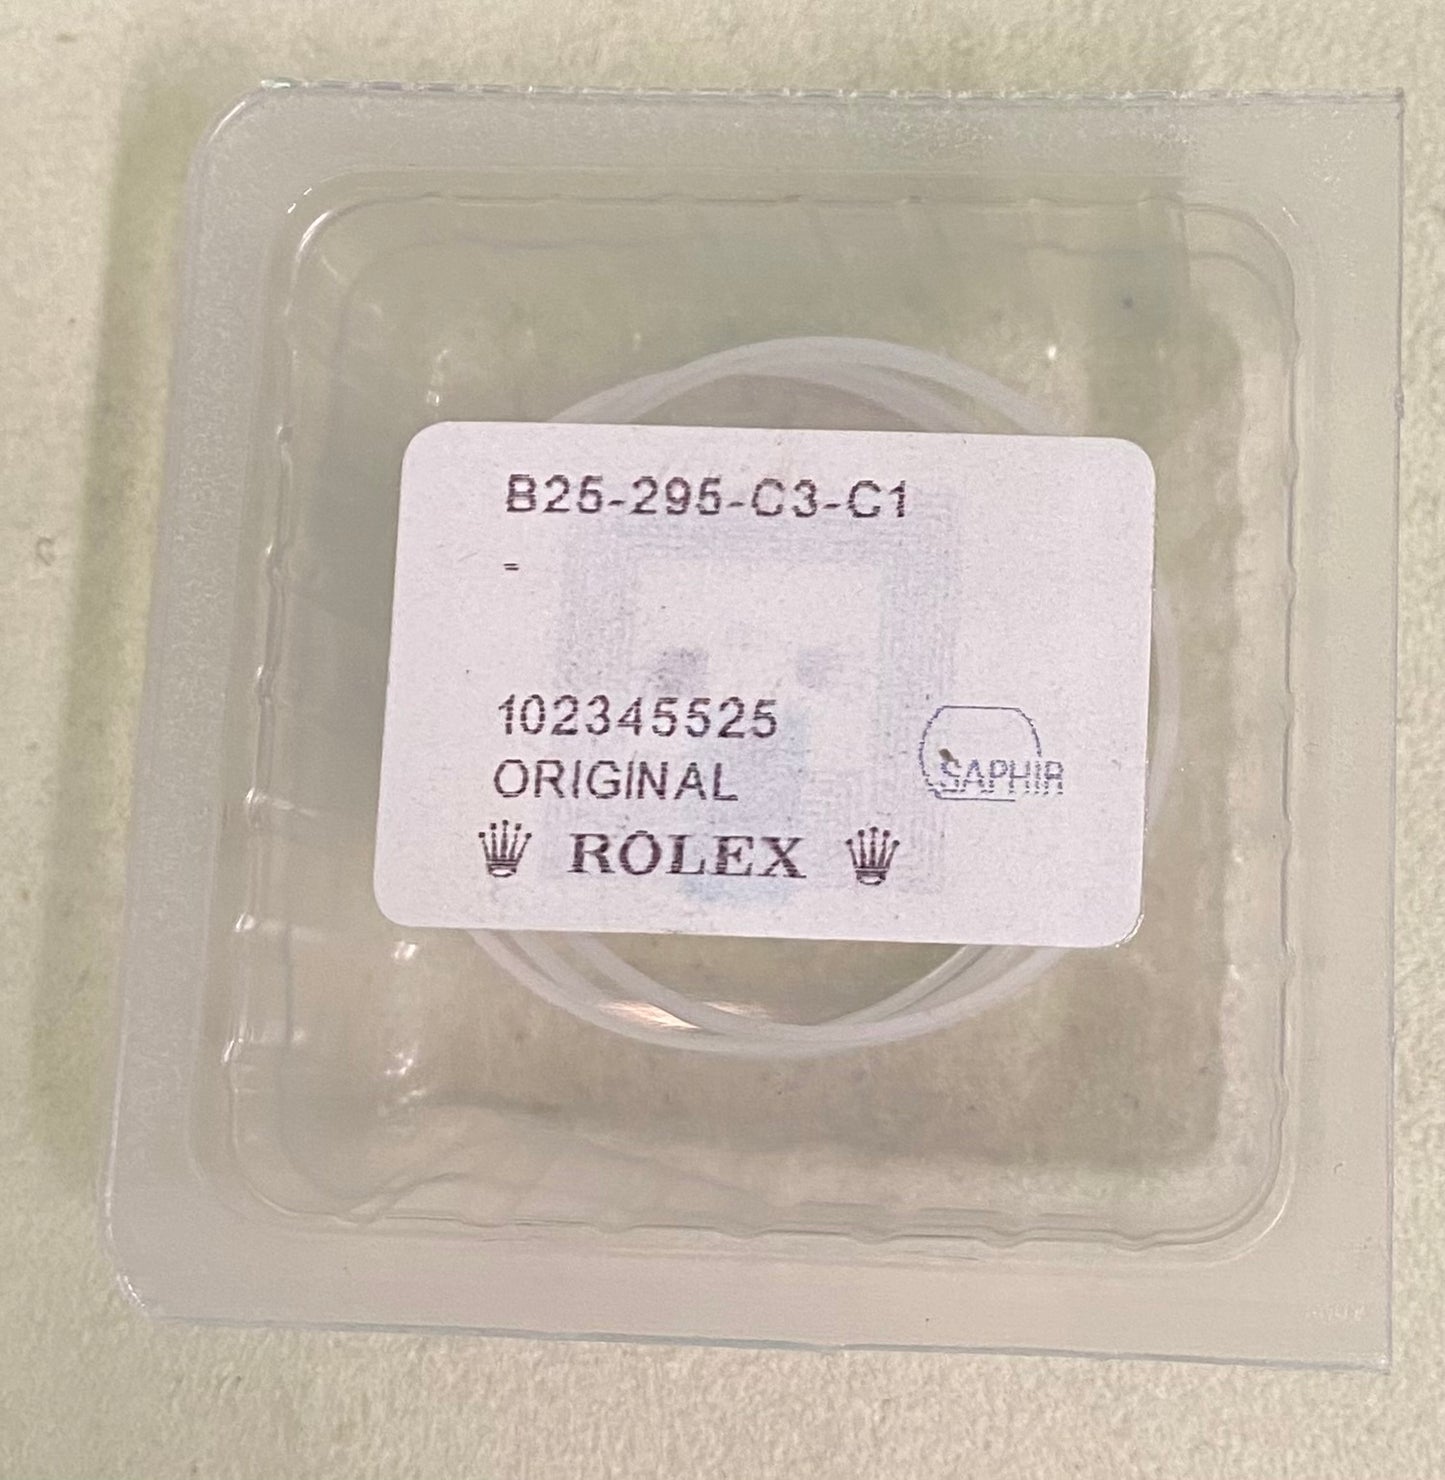 B25-295-C3-C1
=
102345525
ORIGINAL
SAPHIR
ROLEX